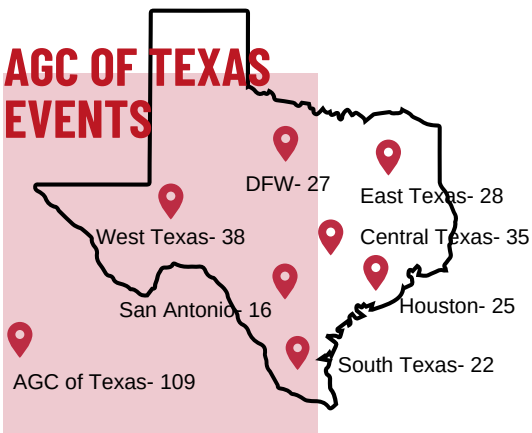 AGC OF TEXAS
EVENTS
DFW- 27
East Texas- 28
West Texas- 38
Central Texas- 35
San Antonio- 16
Houston- 25
South Texas- 22
AGC of Texas- 109